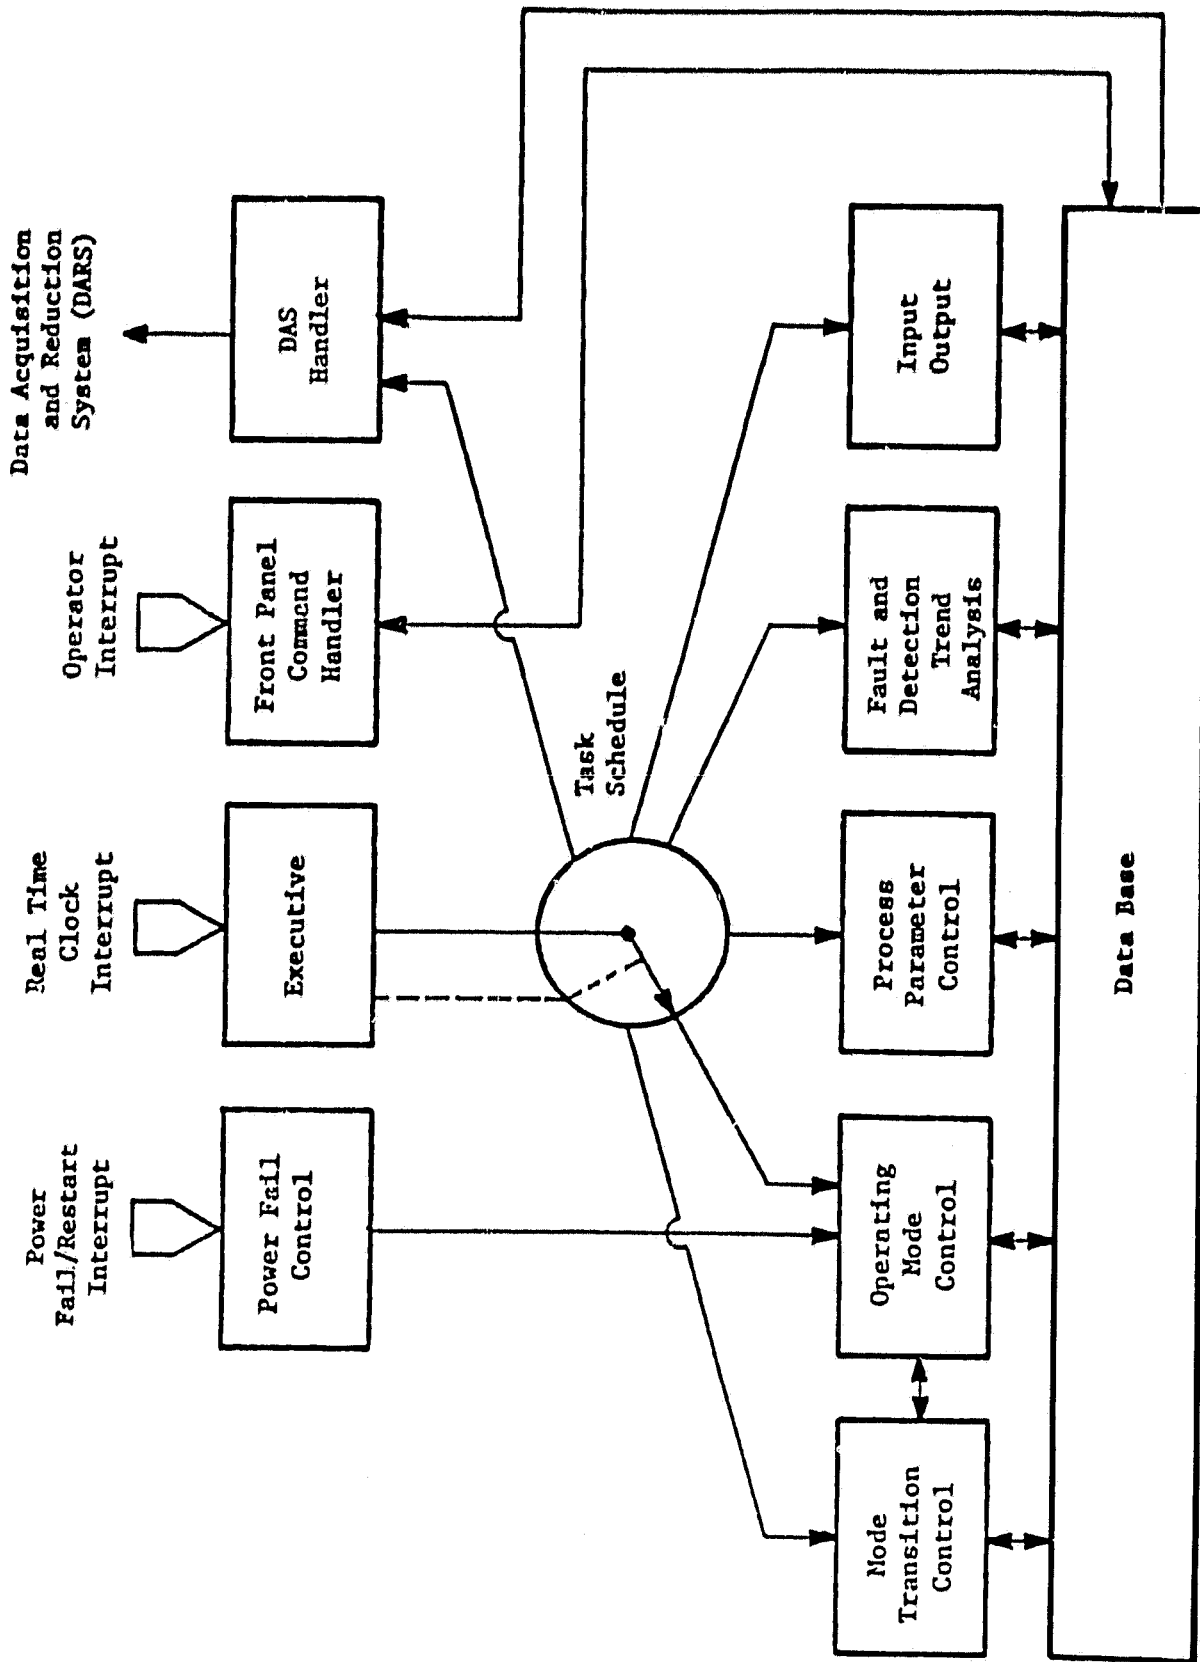 Power
Fail/Restart
Interrupt
Real Time
Clock
Interrupt
Operator
Interrupt
Data Acquisition
and Reduction
System (DARS)
Power Fail
Control
Executive
Front Panel
Commcnd
Handler
DAS
Handler
Task
Schedule
Mode
Transition
Control
Operating
Mode
Control
Process
Parameter
Control
Fault and
Detection
Trend
Analysis
Input
Output
Data Base